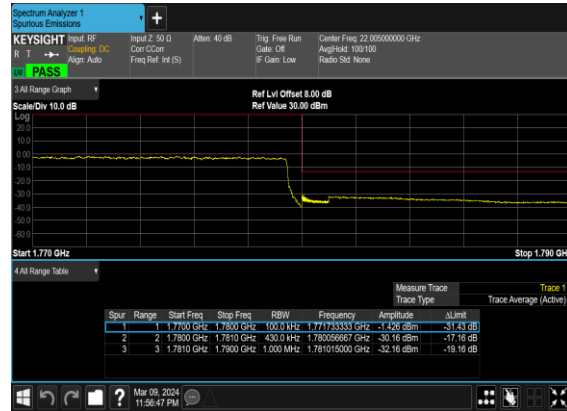 Spectrum Analyzer 1
Spurious Emissions
+
KEYSIGHT Input: RF Input Z: 50 Ω Atten: 40 dB Trig: Free Run Center Freq: 22.005000000 GHz
R T Coupling: DC Corr CCorr Gate: Off Avg|Hold: 100/100
Align: Auto Freq Ref: Int (S) IF Gain: Low Radio Std: None
LW PASS
3 All Range Graph
Ref Lvl Offset 8.00 dB
Scale/Div 10.0 dB Ref Value 30.00 dBm
Log
20.0
10.0
0.00
-10.0
-20.0
-30.0
-40.0
-50.0
-60.0
Start 1.770 GHz Stop 1.790 GH
4 All Range Table
Measure Trace Trace 1
Trace Type Trace Average (Active)
Spur Range Start Freq Stop Freq RBW Frequency Amplitude ΔLimit
1 1 1.7700 GHz 1.7800 GHz 100.0 kHz 1.771733333 GHz -1.426 dBm -31.43 dB
2 2 1.7800 GHz 1.7810 GHz 430.0 kHz 1.780056667 GHz -30.16 dBm -17.16 dB
3 3 1.7810 GHz 1.7900 GHz 1.000 MHz 1.781015000 GHz -32.16 dBm -19.16 dB
? Mar 09, 2024
11:56:47 PM